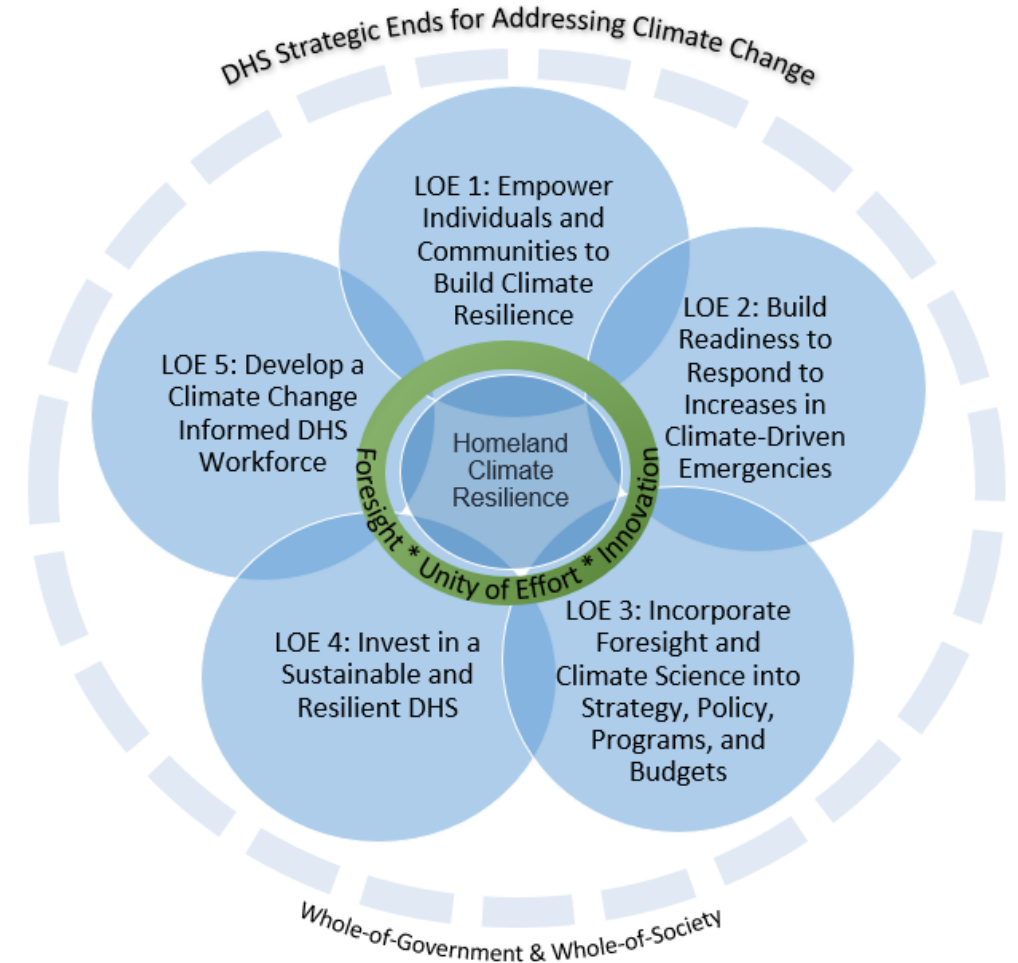 DHS Strategic Ends for Addressing Climate Change
LOE 1: Empower
Individuals and
Communities to
Build Climate
Resilience
LOE 2: Build
Readiness to
Respond to
Increases in
Climate-Driven
Emergencies
LOE 5: Develop a
Climate Change
Informed DHS
Workforce
Homeland
Climate
Resilience
Foresight * Unity of Effort * Innovation
LOE 4: Invest in a
Sustainable and
Resilient DHS
LOE 3: Incorporate
Foresight and
Climate Science into
Strategy, Policy,
Programs, and
Budgets
Whole-of-Government & Whole-of-Society